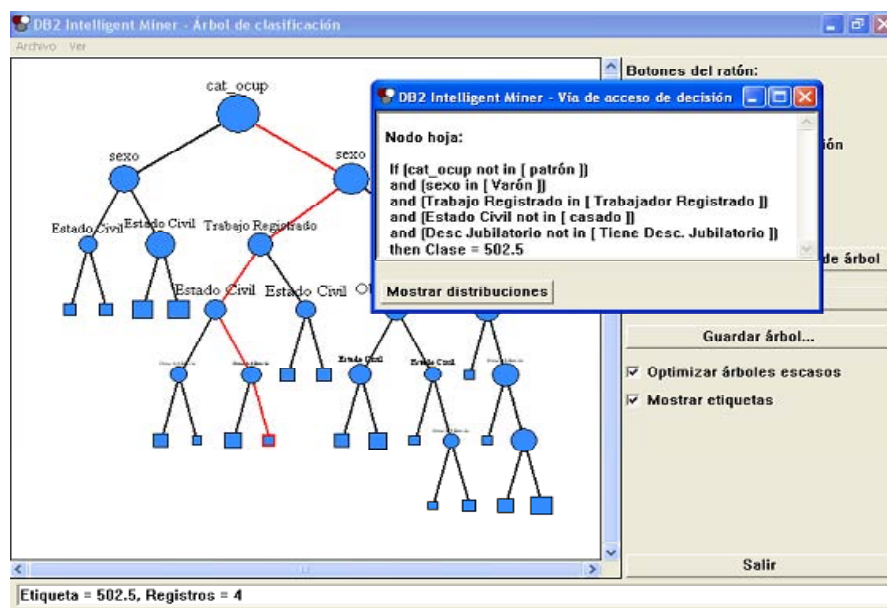 DB2 Intelligent Miner - Árbol de clasificación
Archivo Ver
cat_ocup
sexo
sexo
Estado Civil
Estado Civil
Trabajo Registrado
Estado Civil
Estado Civil
Estado Civil
Estado Civil
Botones del ratón:
ión
de árbol
Guardar árbol...
Optimizar árboles escasos
Mostrar etiquetas
Salir
DB2 Intelligent Miner - Vía de acceso de decisión
Nodo hoja:
If (cat_ocup not in [ patrón ])
and (sexo in [ Varón ])
and (Trabajo Registrado in [ Trabajador Registrado ])
and (Estado Civil not in [ casado ])
and (Desc Jubilatorio not in [ Tiene Desc. Jubilatorio ])
then Clase = 502.5
Mostrar distribuciones
Etiqueta = 502.5, Registros = 4